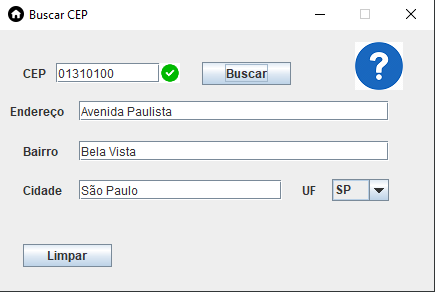 Buscar CEP
CEP 01310100 Buscar ?
Endereço Avenida Paulista
Bairro Bela Vista
Cidade São Paulo UF SP
Limpar